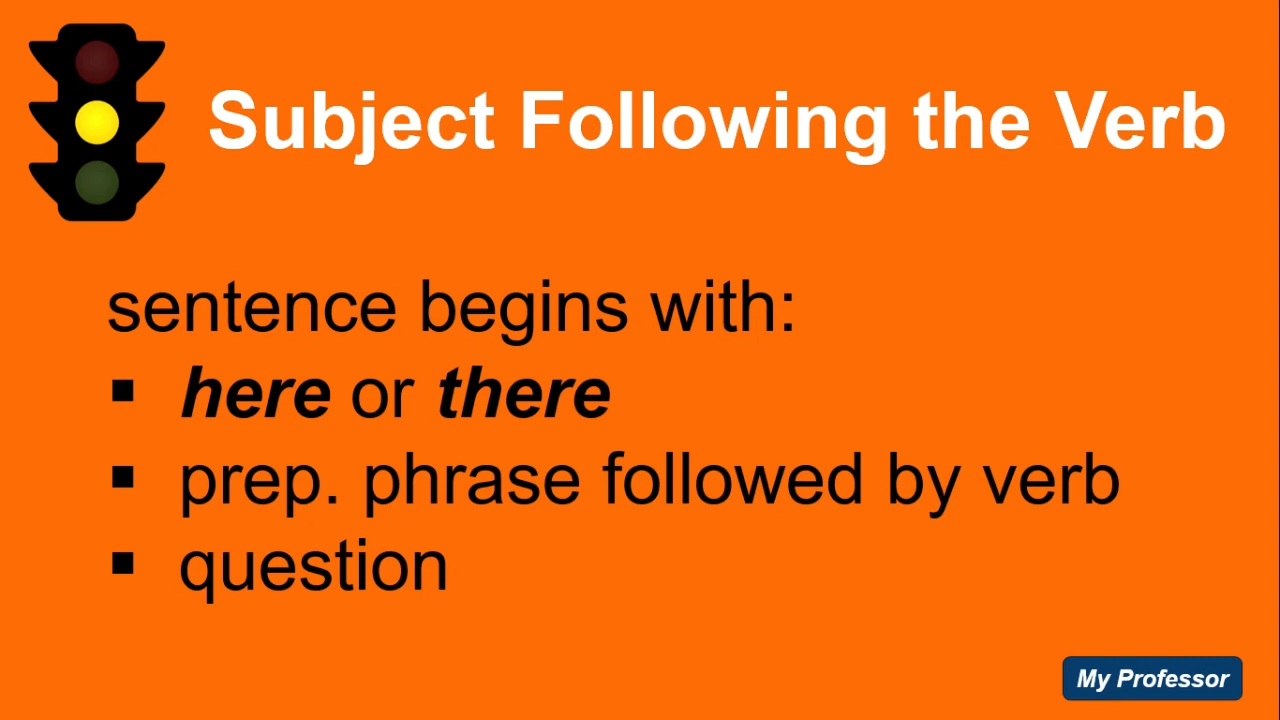 Subject Following the Verb
sentence begins with:
▪ here or there
▪ prep. phrase followed by verb
▪ question
My Professor